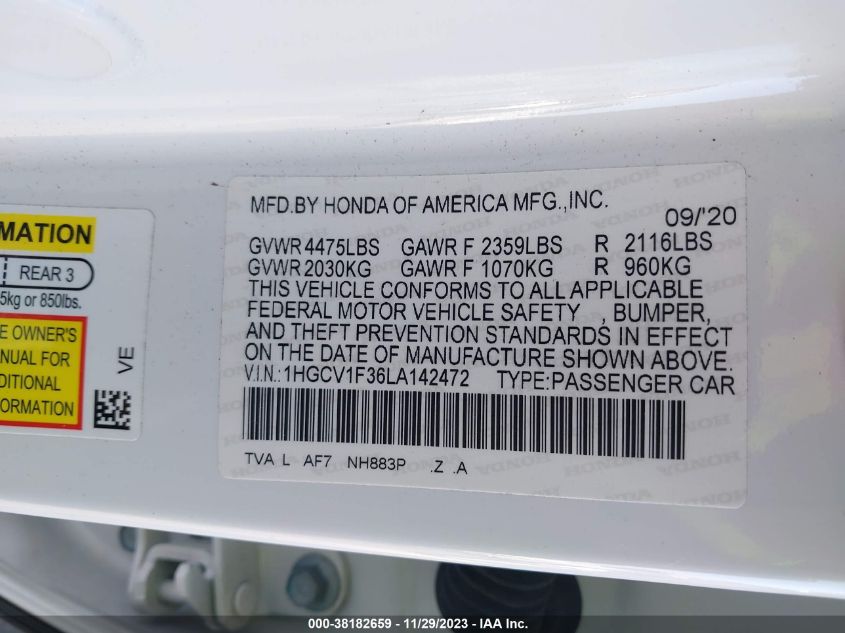 MATION
REAR 3
5kg or 850lbs.
OWNER'S
FOR
VE
MFD.BY HONDA OF AMERICA MFG.,INC.
09/'20
GVWR 4475LBS GAWR F 2359LBS R 2116LBS
GVWR 2030KG GAWR F 1070KG R 960KG
THIS VEHICLE CONFORMS TO ALL APPLICABLE
FEDERAL MOTOR VEHICLE SAFETY , BUMPER,
AND THEFT PREVENTION STANDARDS IN EFFECT
ON THE DATE OF MANUFACTURE SHOWN ABOVE.
V.I.N.:1HGCV1F36LA142472 TYPE:PASSENGER CAR
TVA L AF7 NH883P .Z .A
000-38182659 - 11/29/2023 - IAA Inc.